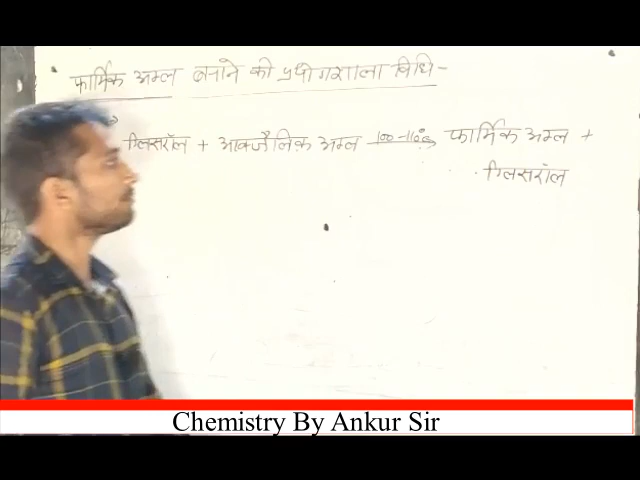 फार्मिक अम्ल बनाने की प्रयोगशाला विधि-
ग्लिसरॉल + आक्जैलिक अम्ल 100-110°C फार्मिक अम्ल +
ग्लिसरॉल
Chemistry By Ankur Sir